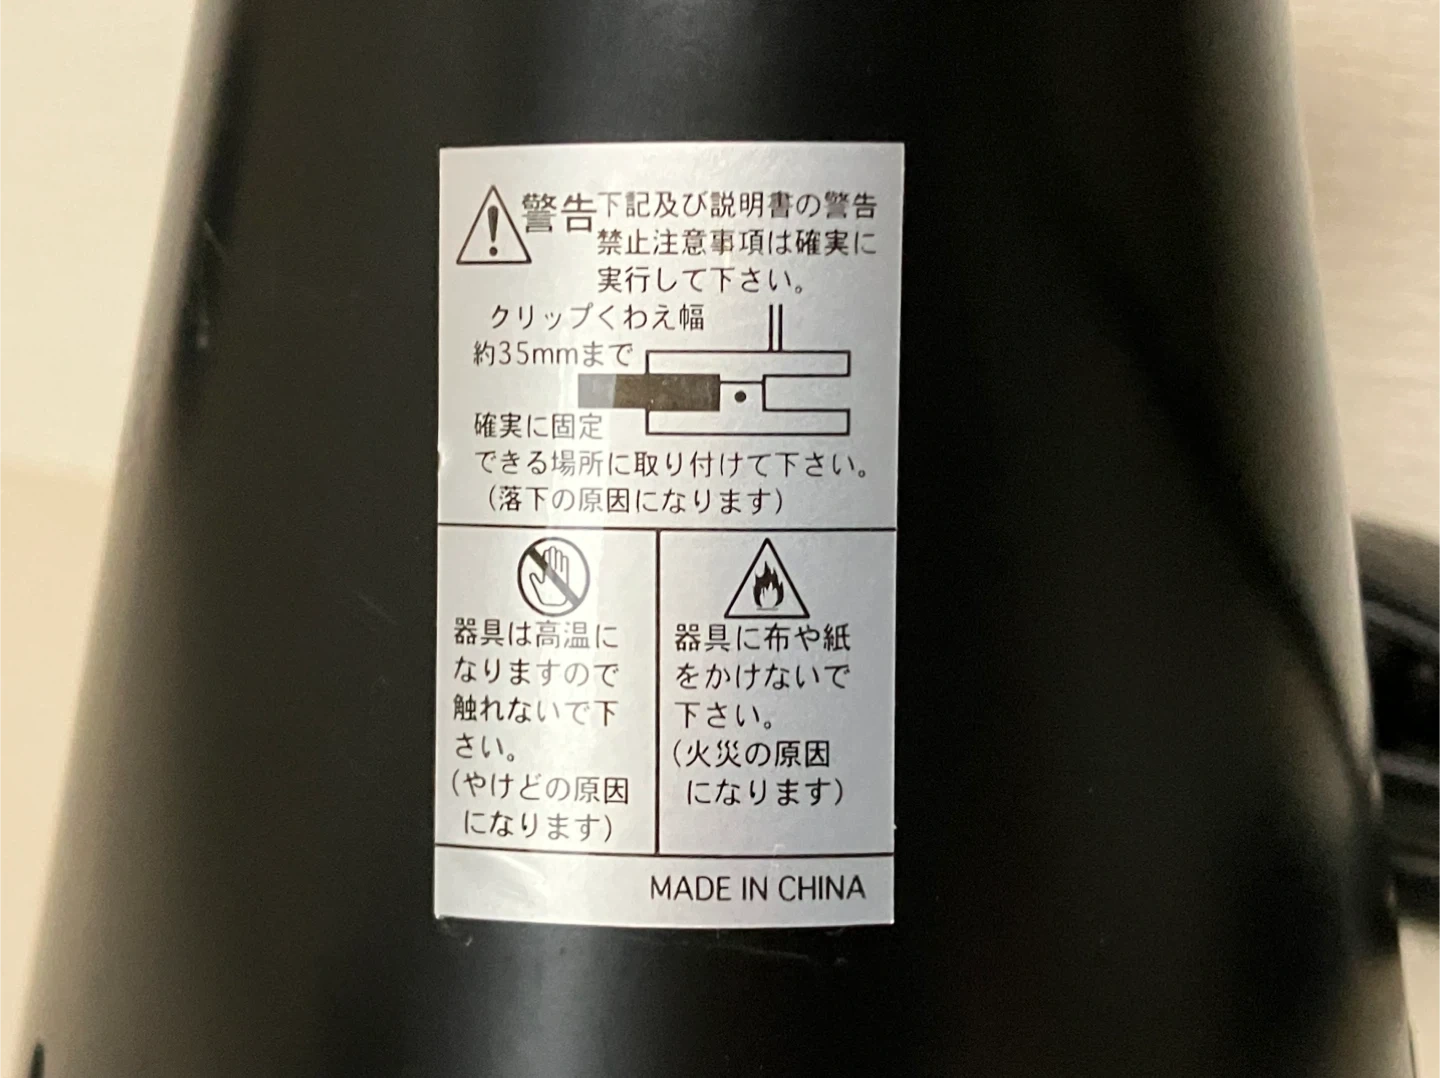 警告 下記及び説明書の警告
禁止注意事項は確実に
実行して下さい。
クリップくわえ幅
約35mmまで
確実に固定
できる場所に取り付けて下さい。
（落下の原因になります）
器具は高温に
なりますので
触れないで下
さい。
（やけどの原因
になります）
器具に布や紙
をかけないで
下さい。
（火災の原因
になります）
MADE IN CHINA